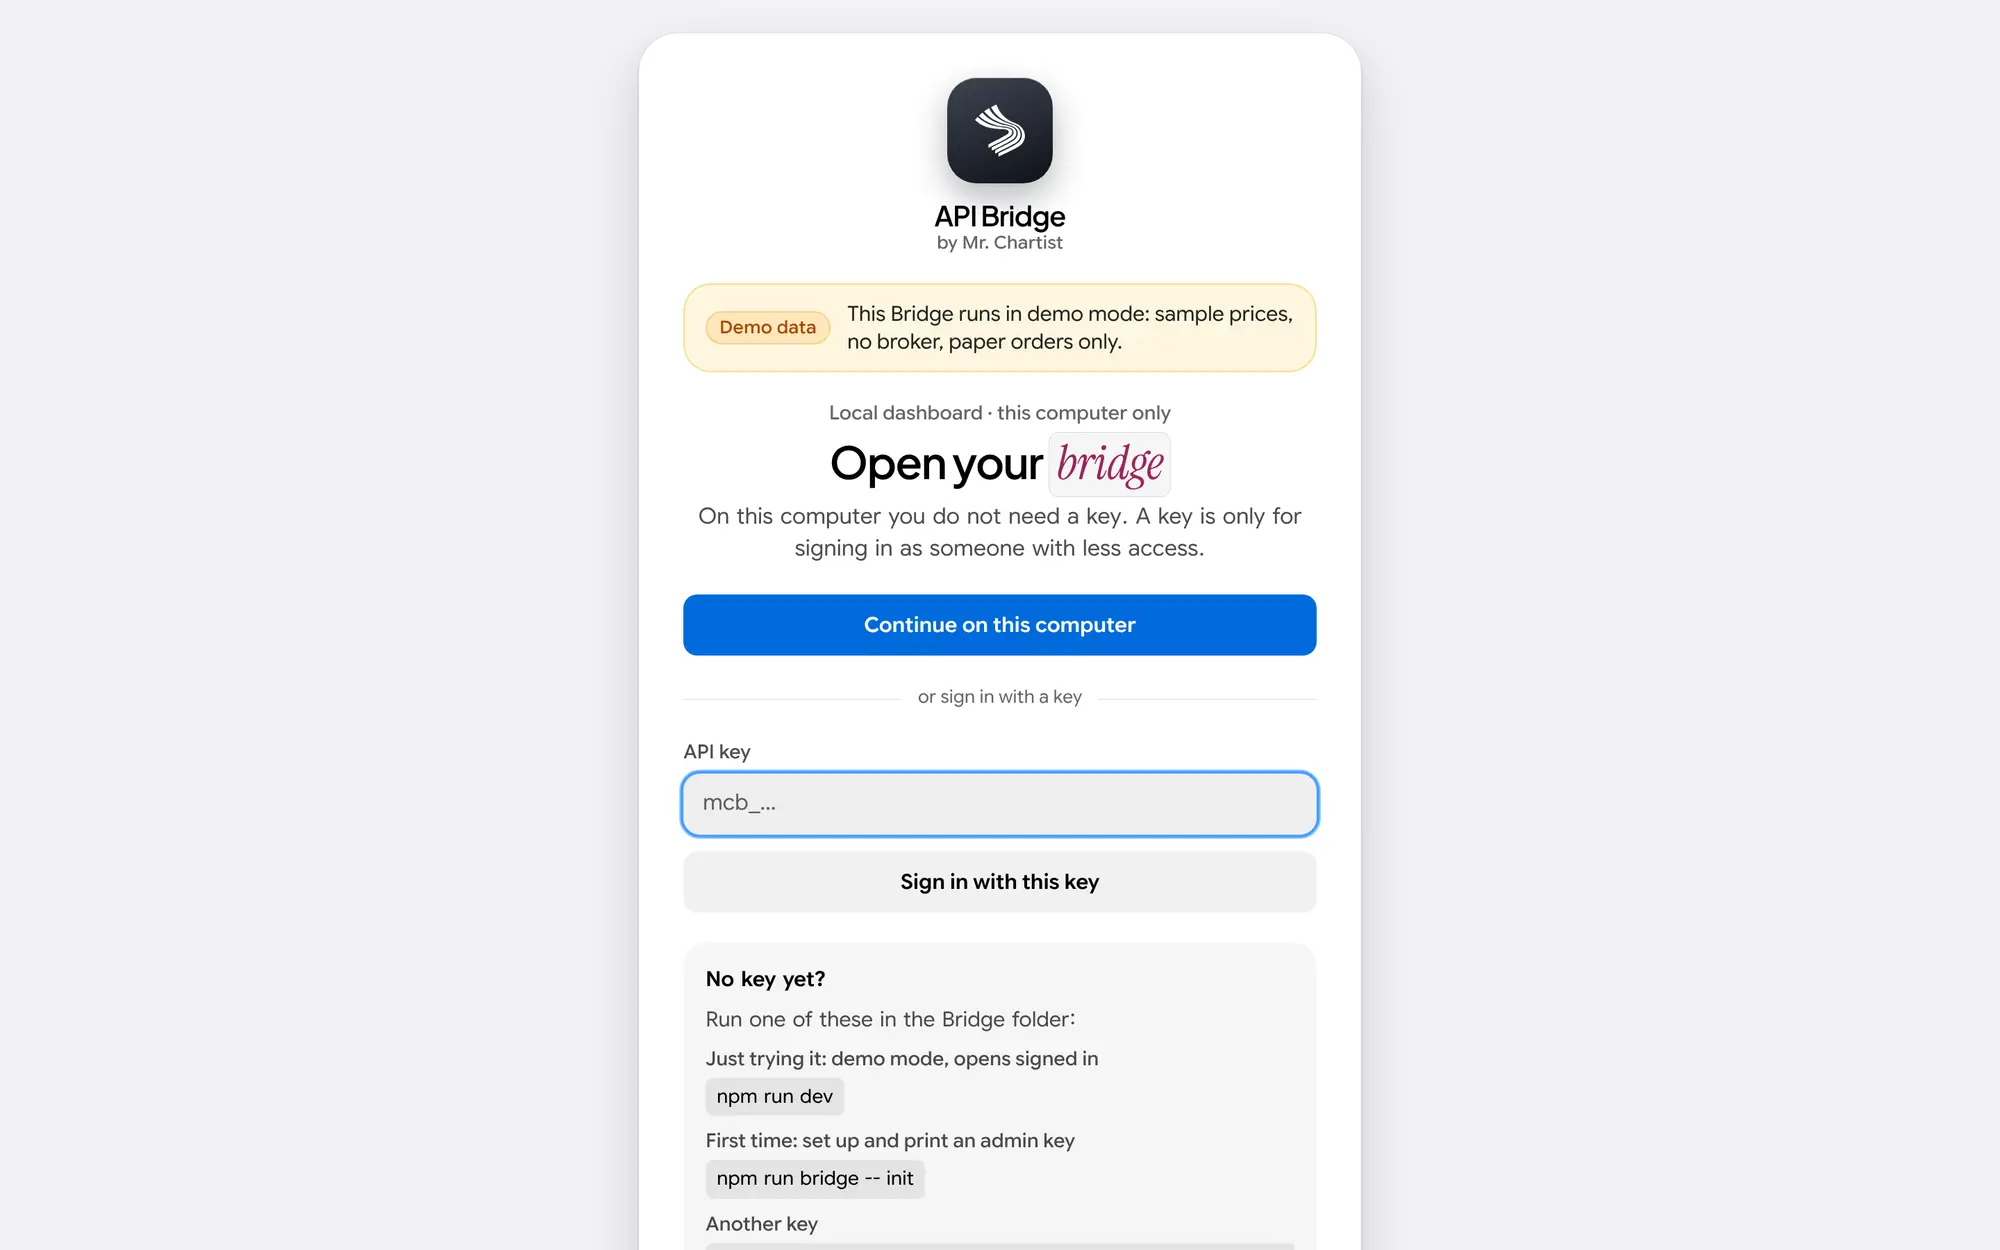 API Bridge
by Mr. Chartist
Demo data
This Bridge runs in demo mode: sample prices,
no broker, paper orders only.
Local dashboard · this computer only
Open your bridge
On this computer you do not need a key. A key is only for
signing in as someone with less access.
Continue on this computer
or sign in with a key
API key
mcb_...
Sign in with this key
No key yet?
Run one of these in the Bridge folder:
Just trying it: demo mode, opens signed in
npm run dev
First time: set up and print an admin key
npm run bridge -- init
Another key